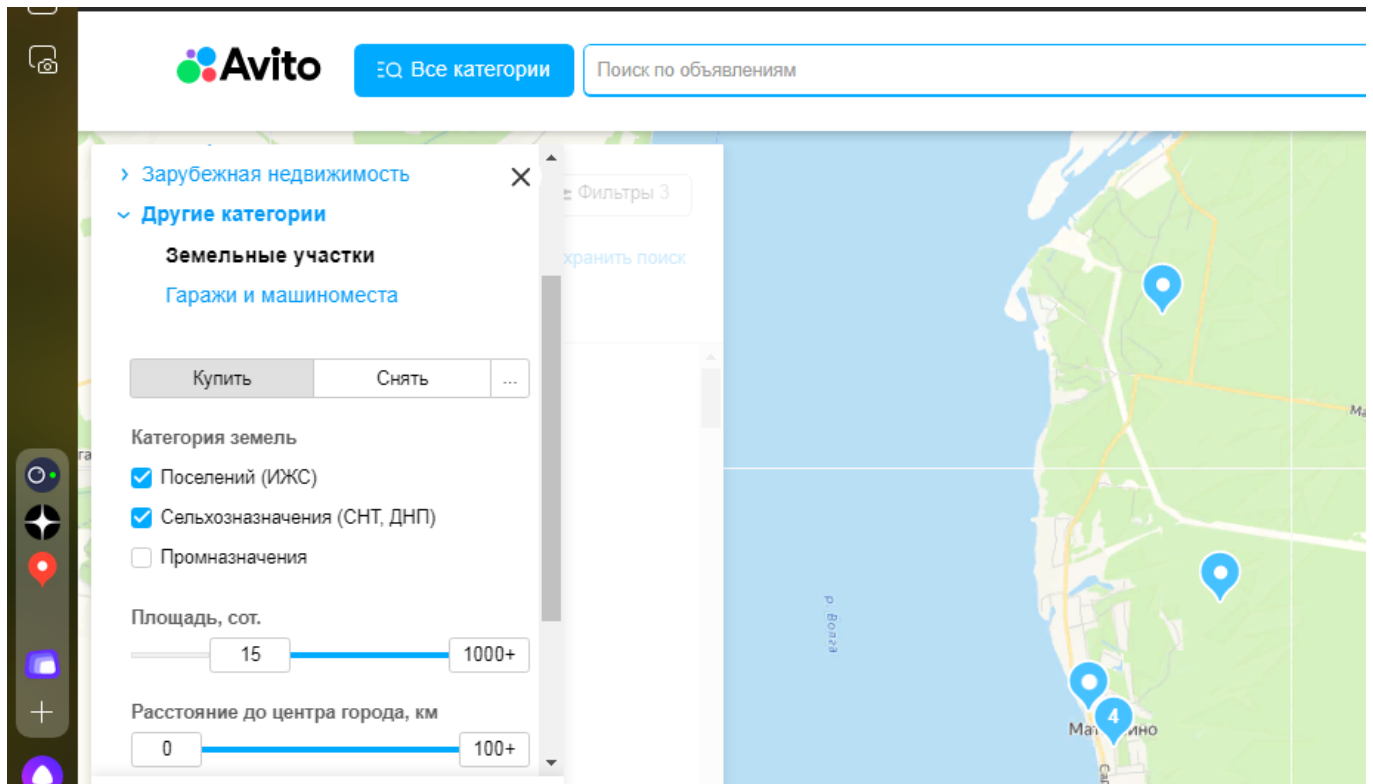 Avito
Все категории
Поиск по объявлениям
Зарубежная недвижимость
Фильтры 3
Другие категории
Земельные участки
хранить поиск
Гаражи и машиноместа
Купить
Снять
...
Категория земель
Поселений (ИЖС)
Сельхозназначения (СНТ, ДНП)
Промназначения
Площадь, сот.
15
1000+
р. Волга
Расстояние до центра города, км
4
0
100+